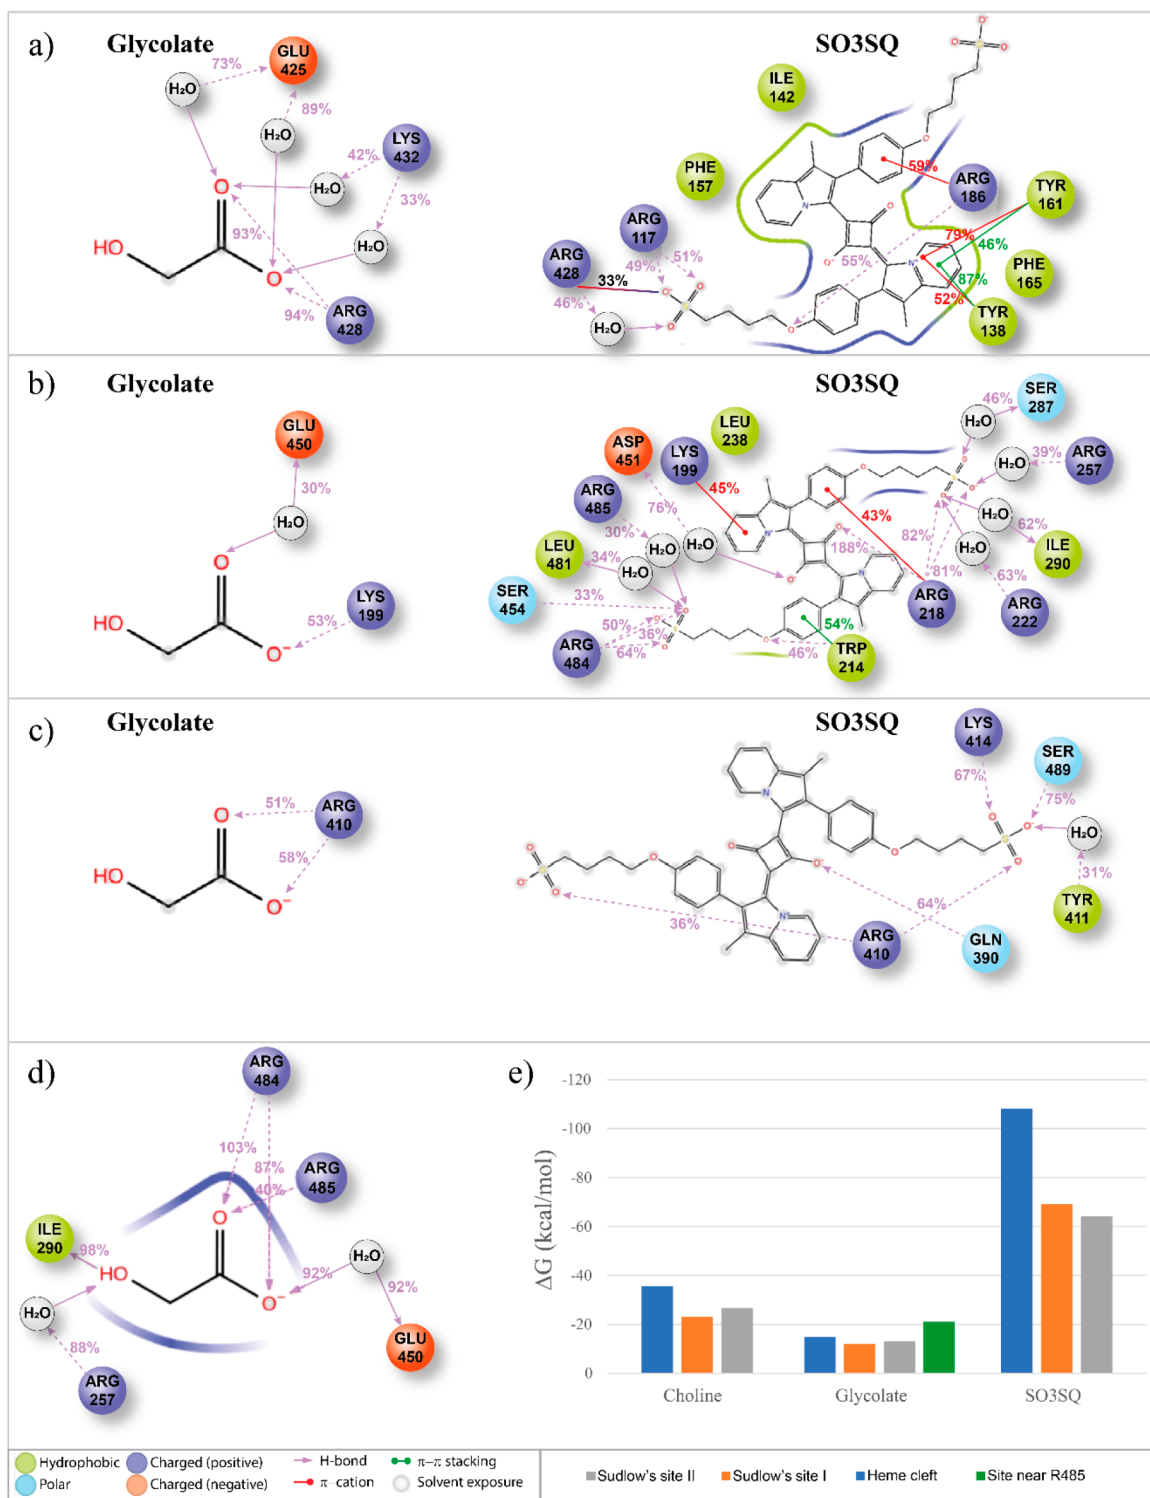 a)
Glycolate
SO3SQ
GLU
425
73%
H₂O
89%
H₂O
LYS
432
42%
H₂O
33%
H₂O
O
HO
O
93%
94%
ARG
428
O⁻
O
S
O
O
ILE
142
PHE
157
59%
ARG
186
TYR
161
79%
46%
ARG
117
N
O
O⁻
N⁺
87%
52%
PHE
165
TYR
138
ARG
428
49%
51%
33%
55%
46%
H₂O
O⁻
O
S
O
O
b)
Glycolate
SO3SQ
GLU
450
30%
H₂O
O
HO
O⁻
53%
LYS
199
SER
287
46%
H₂O
39%
H₂O
ARG
257
LEU
238
ASP
451
LYS
199
45%
43%
ARG
485
76%
30%
H₂O
H₂O
LEU
481
34%
H₂O
188%
82%
81%
H₂O
62%
H₂O
ILE
290
63%
ARG
222
SER
454
33%
ARG
218
50%
36%
64%
ARG
484
54%
46%
TRP
214
c)
Glycolate
SO3SQ
51%
ARG
410
58%
O
HO
O⁻
LYS
414
SER
489
67%
75%
H₂O
31%
TYR
411
64%
36%
ARG
410
GLN
390
d)
ARG
484
103%
87%
40%
ARG
485
ILE
290
98%
O
HO
O⁻
H₂O
92%
92%
H₂O
88%
ARG
257
GLU
450
e)
ΔG (kcal/mol)
-120
-100
-80
-60
-40
-20
0
Choline
Glycolate
SO3SQ
Hydrophobic
Charged (positive)
H-bond
π–π stacking
Polar
Charged (negative)
π–cation
Solvent exposure
Sudlow's site II
Sudlow's site I
Heme cleft
Site near R485